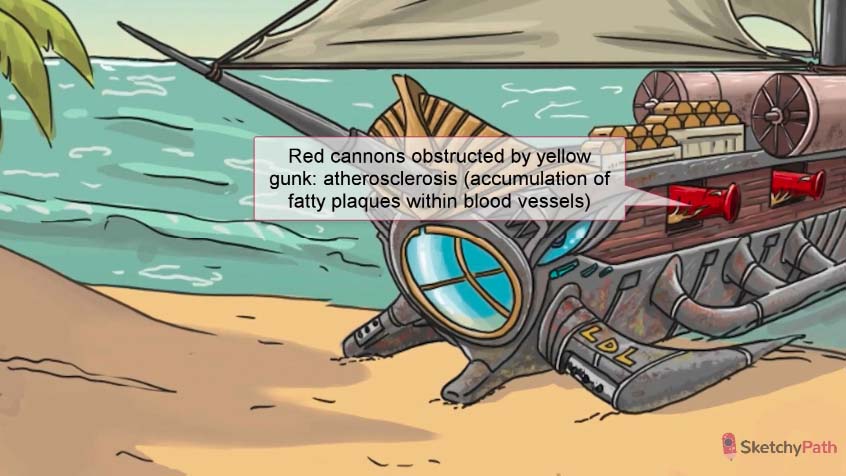 Red cannons obstructed by yellow
gunk: atherosclerosis (accumulation of
fatty plaques within blood vessels)
LDL
SketchyPath